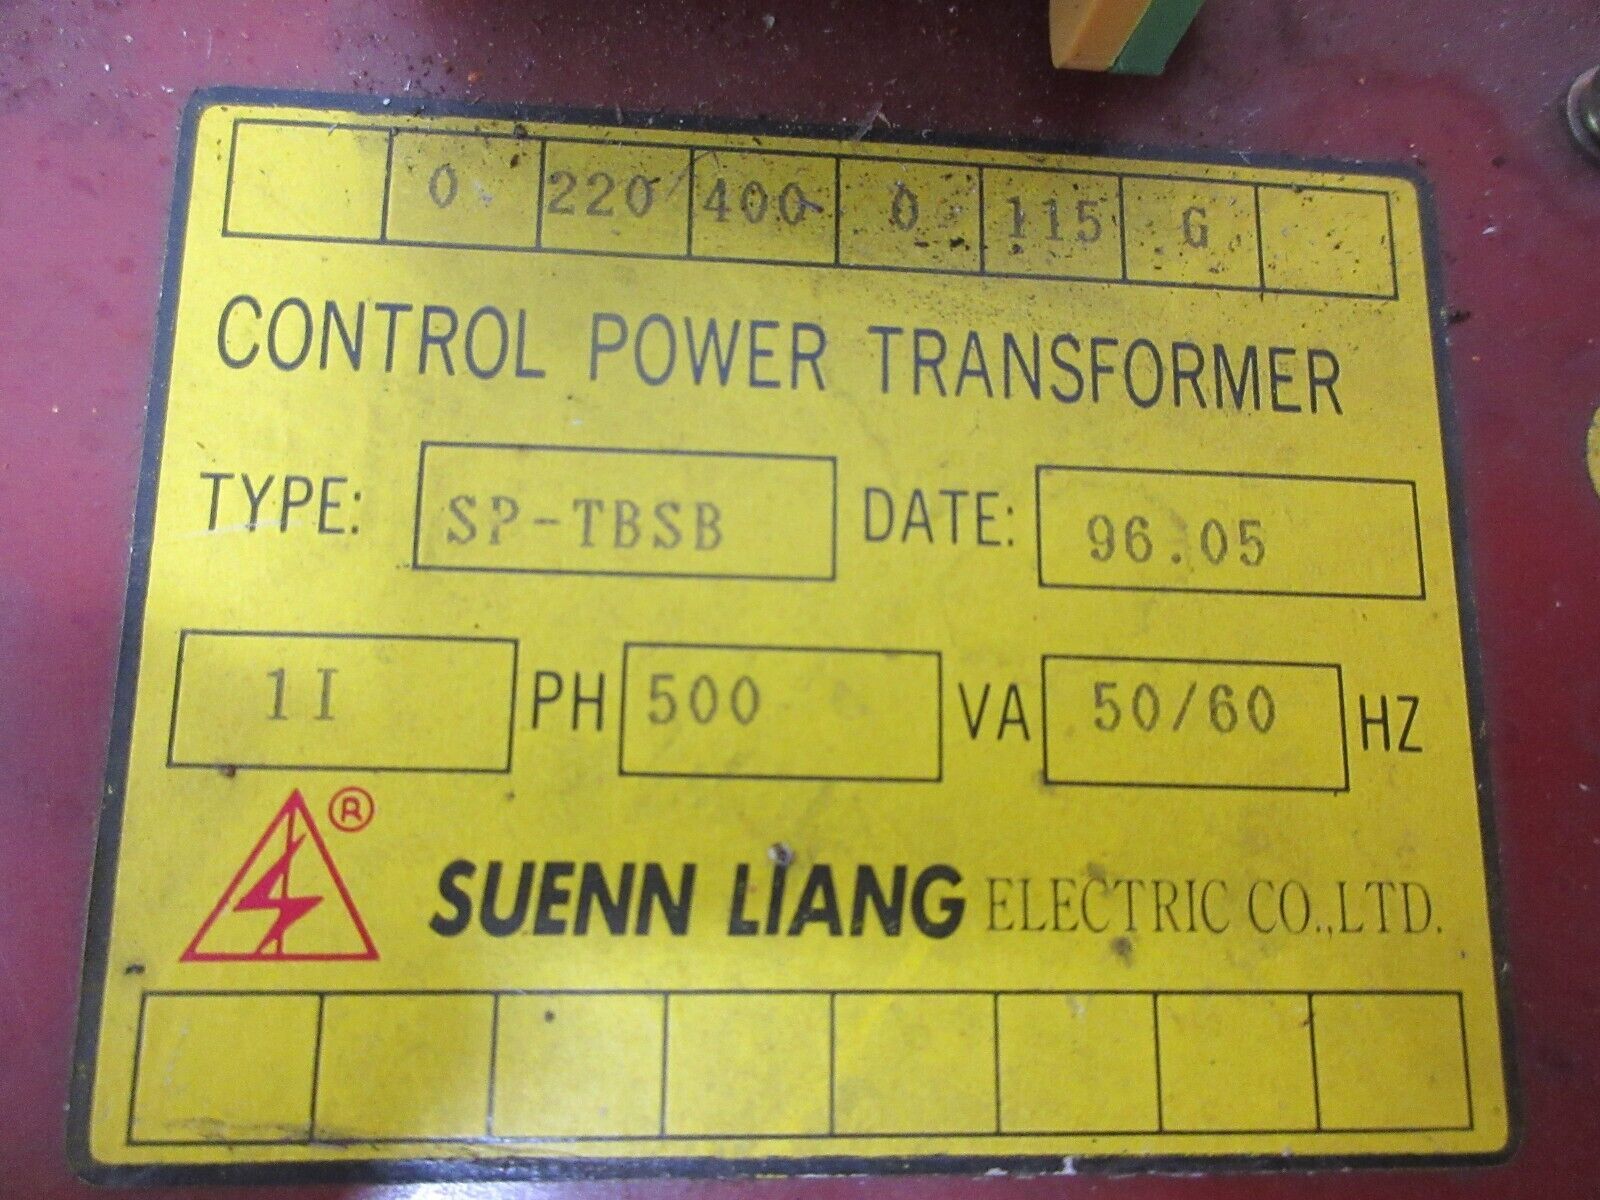 0 220 400 0 115 G
CONTROL POWER TRANSFORMER
TYPE: SP-TBSB DATE: 96.05
1I PH 500 VA 50/60 HZ
®
SUENN LIANG ELECTRIC CO.,LTD.